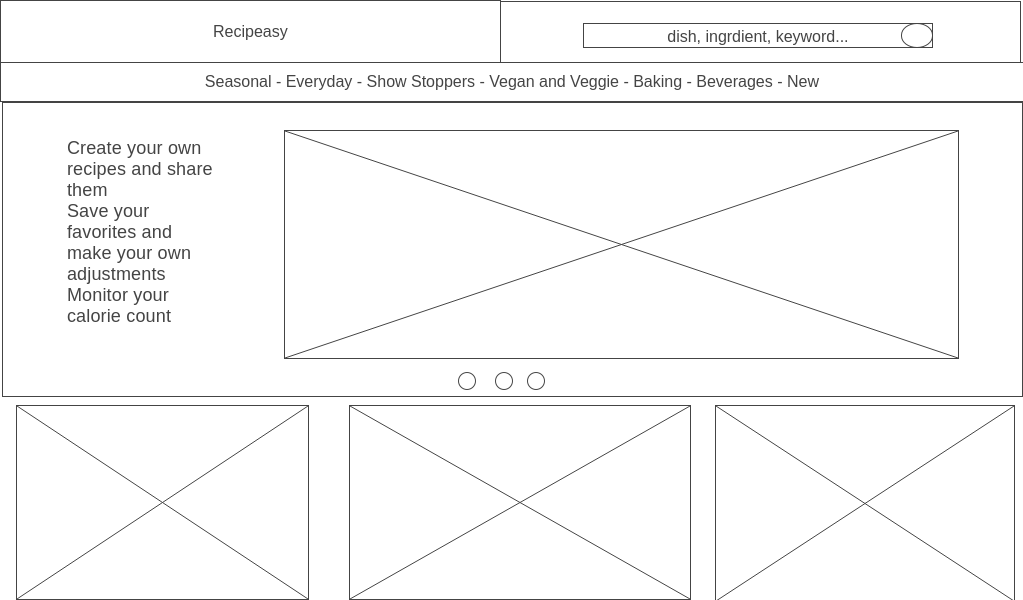 Recipeasy
dish, ingrdient, keyword...
Seasonal - Everyday - Show Stoppers - Vegan and Veggie - Baking - Beverages - New
Create your own
recipes and share
them
Save your
favorites and
make your own
adjustments
Monitor your
calorie count